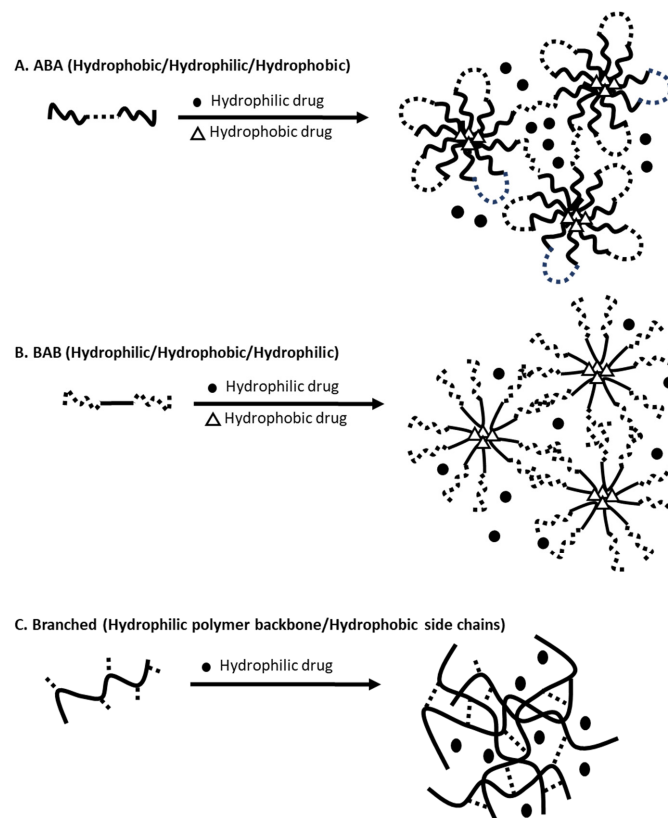 A. ABA (Hydrophobic/Hydrophilic/Hydrophobic)
Hydrophilic drug
Hydrophobic drug
B. BAB (Hydrophilic/Hydrophobic/Hydrophilic)
Hydrophilic drug
Hydrophobic drug
C. Branched (Hydrophilic polymer backbone/Hydrophobic side chains)
Hydrophilic drug